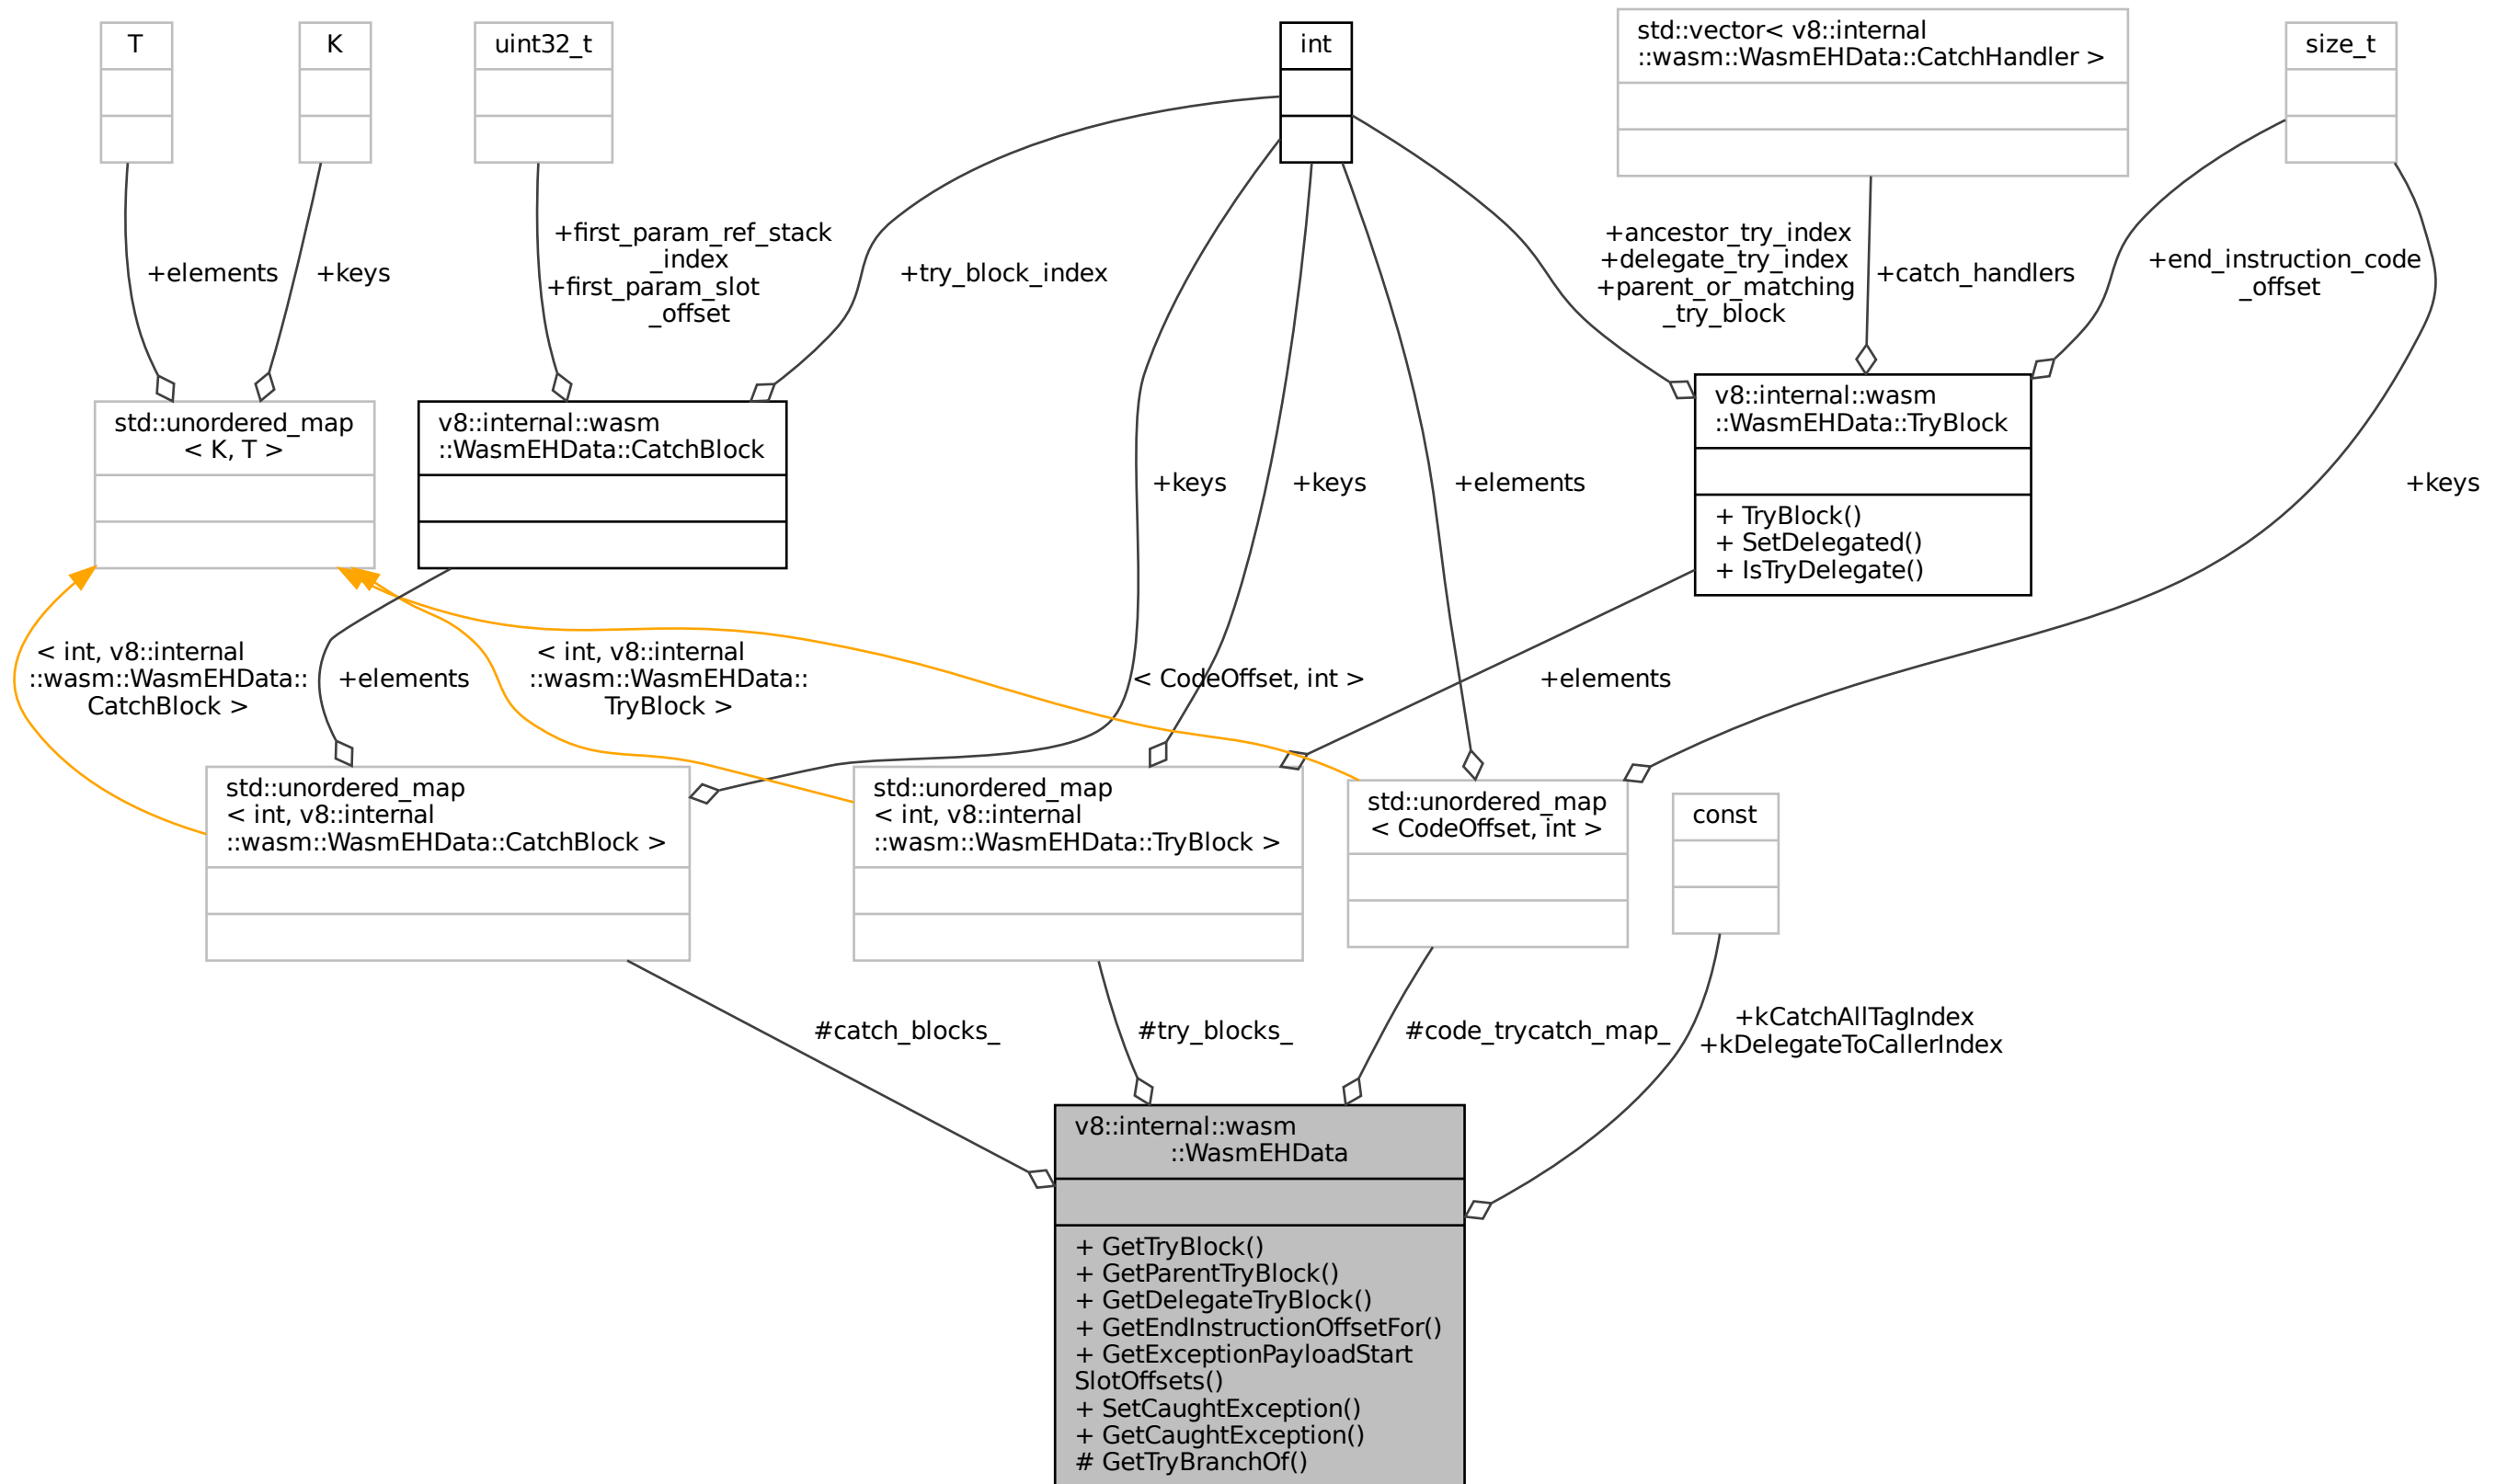 T
K
uint32_t
int
std::vector< v8::internal
::wasm::WasmEHData::CatchHandler >
size_t
+elements
+keys
+first_param_ref_stack
_index
+first_param_slot
_offset
+try_block_index
+ancestor_try_index
+delegate_try_index
+parent_or_matching
_try_block
+catch_handlers
+end_instruction_code
_offset
std::unordered_map
< K, T >
v8::internal::wasm
::WasmEHData::CatchBlock
+keys
+keys
+elements
v8::internal::wasm
::WasmEHData::TryBlock
+ TryBlock()
+ SetDelegated()
+ IsTryDelegate()
+keys
< int, v8::internal
::wasm::WasmEHData::
CatchBlock >
+elements
< int, v8::internal
::wasm::WasmEHData::
TryBlock >
< CodeOffset, int >
+elements
std::unordered_map
< int, v8::internal
::wasm::WasmEHData::CatchBlock >
std::unordered_map
< int, v8::internal
::wasm::WasmEHData::TryBlock >
std::unordered_map
< CodeOffset, int >
const
#catch_blocks_
#try_blocks_
#code_trycatch_map_
+kCatchAllTagIndex
+kDelegateToCallerIndex
v8::internal::wasm
::WasmEHData
+ GetTryBlock()
+ GetParentTryBlock()
+ GetDelegateTryBlock()
+ GetEndInstructionOffsetFor()
+ GetExceptionPayloadStart
SlotOffsets()
+ SetCaughtException()
+ GetCaughtException()
# GetTryBranchOf()